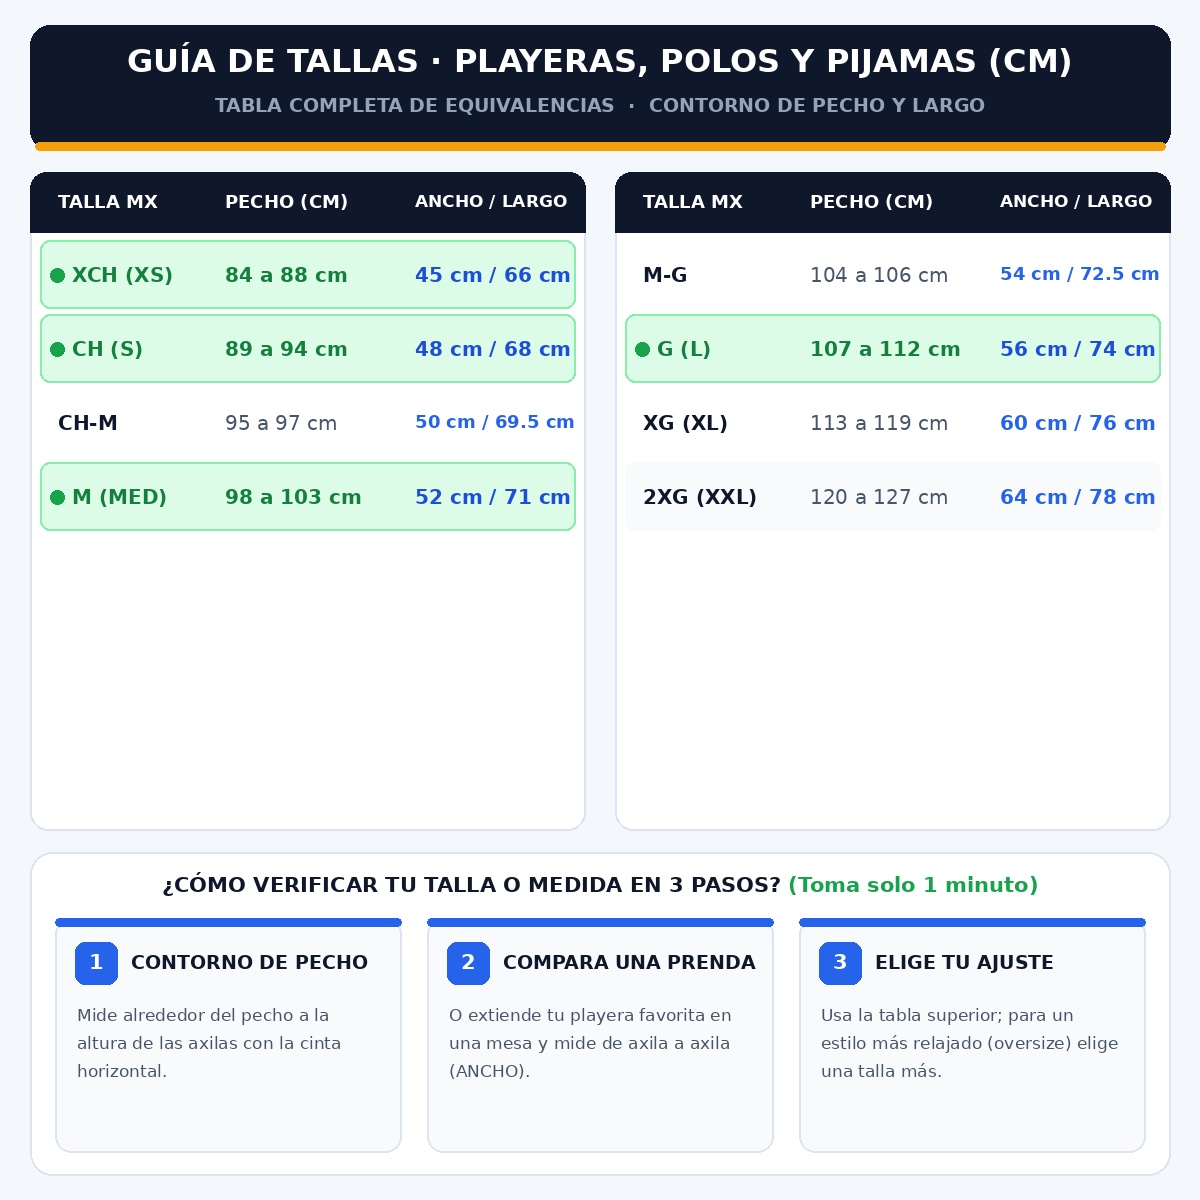 GUÍA DE TALLAS · PLAYERAS, POLOS Y PIJAMAS (CM)
TABLA COMPLETA DE EQUIVALENCIAS · CONTORNO DE PECHO Y LARGO
TALLA MX PECHO (CM) ANCHO / LARGO
XCH (XS) 84 a 88 cm 45 cm / 66 cm
CH (S) 89 a 94 cm 48 cm / 68 cm
CH-M 95 a 97 cm 50 cm / 69.5 cm
M (MED) 98 a 103 cm 52 cm / 71 cm
TALLA MX PECHO (CM) ANCHO / LARGO
M-G 104 a 106 cm 54 cm / 72.5 cm
G (L) 107 a 112 cm 56 cm / 74 cm
XG (XL) 113 a 119 cm 60 cm / 76 cm
2XG (XXL) 120 a 127 cm 64 cm / 78 cm
¿CÓMO VERIFICAR TU TALLA O MEDIDA EN 3 PASOS? (Toma solo 1 minuto)
1 CONTORNO DE PECHO
Mide alrededor del pecho a la
altura de las axilas con la cinta
horizontal.
2 COMPARA UNA PRENDA
O extiende tu playera favorita en
una mesa y mide de axila a axila
(ANCHO).
3 ELIGE TU AJUSTE
Usa la tabla superior; para un
estilo más relajado (oversize) elige
una talla más.